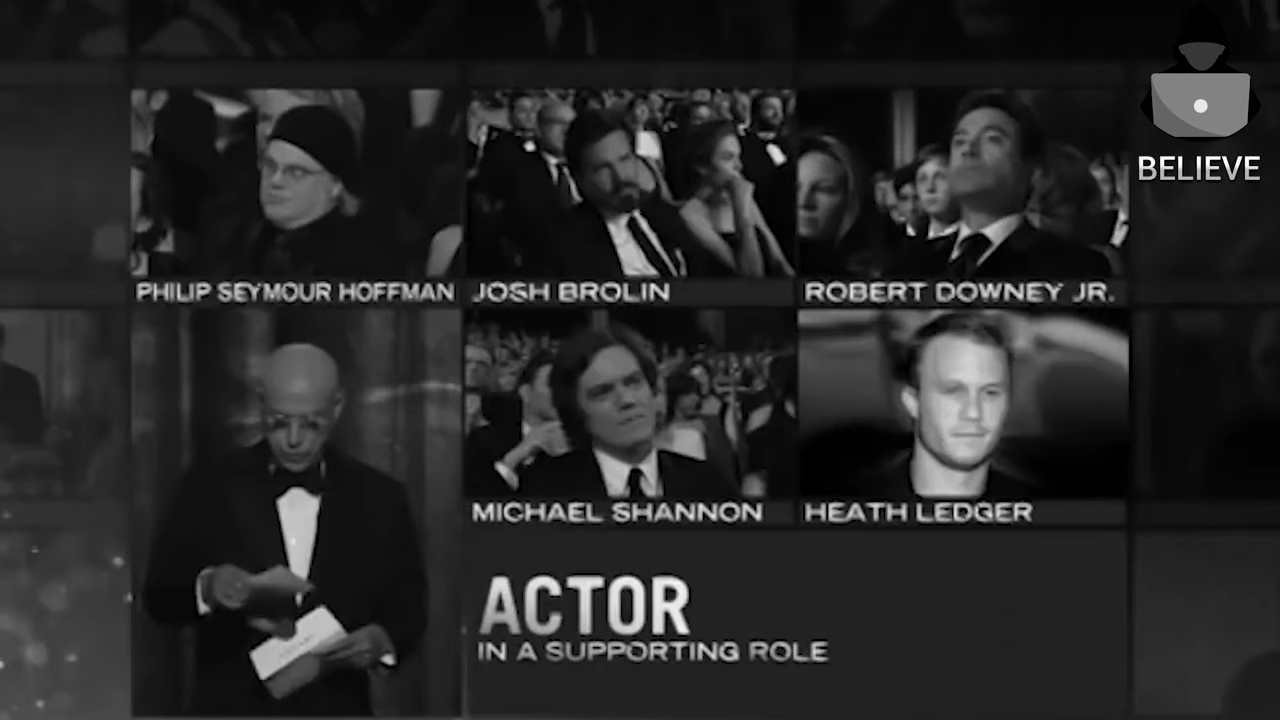 BELIEVE
PHILIP SEYMOUR HOFFMAN
JOSH BROLIN
ROBERT DOWNEY JR.
MICHAEL SHANNON
HEATH LEDGER
ACTOR
IN A SUPPORTING ROLE